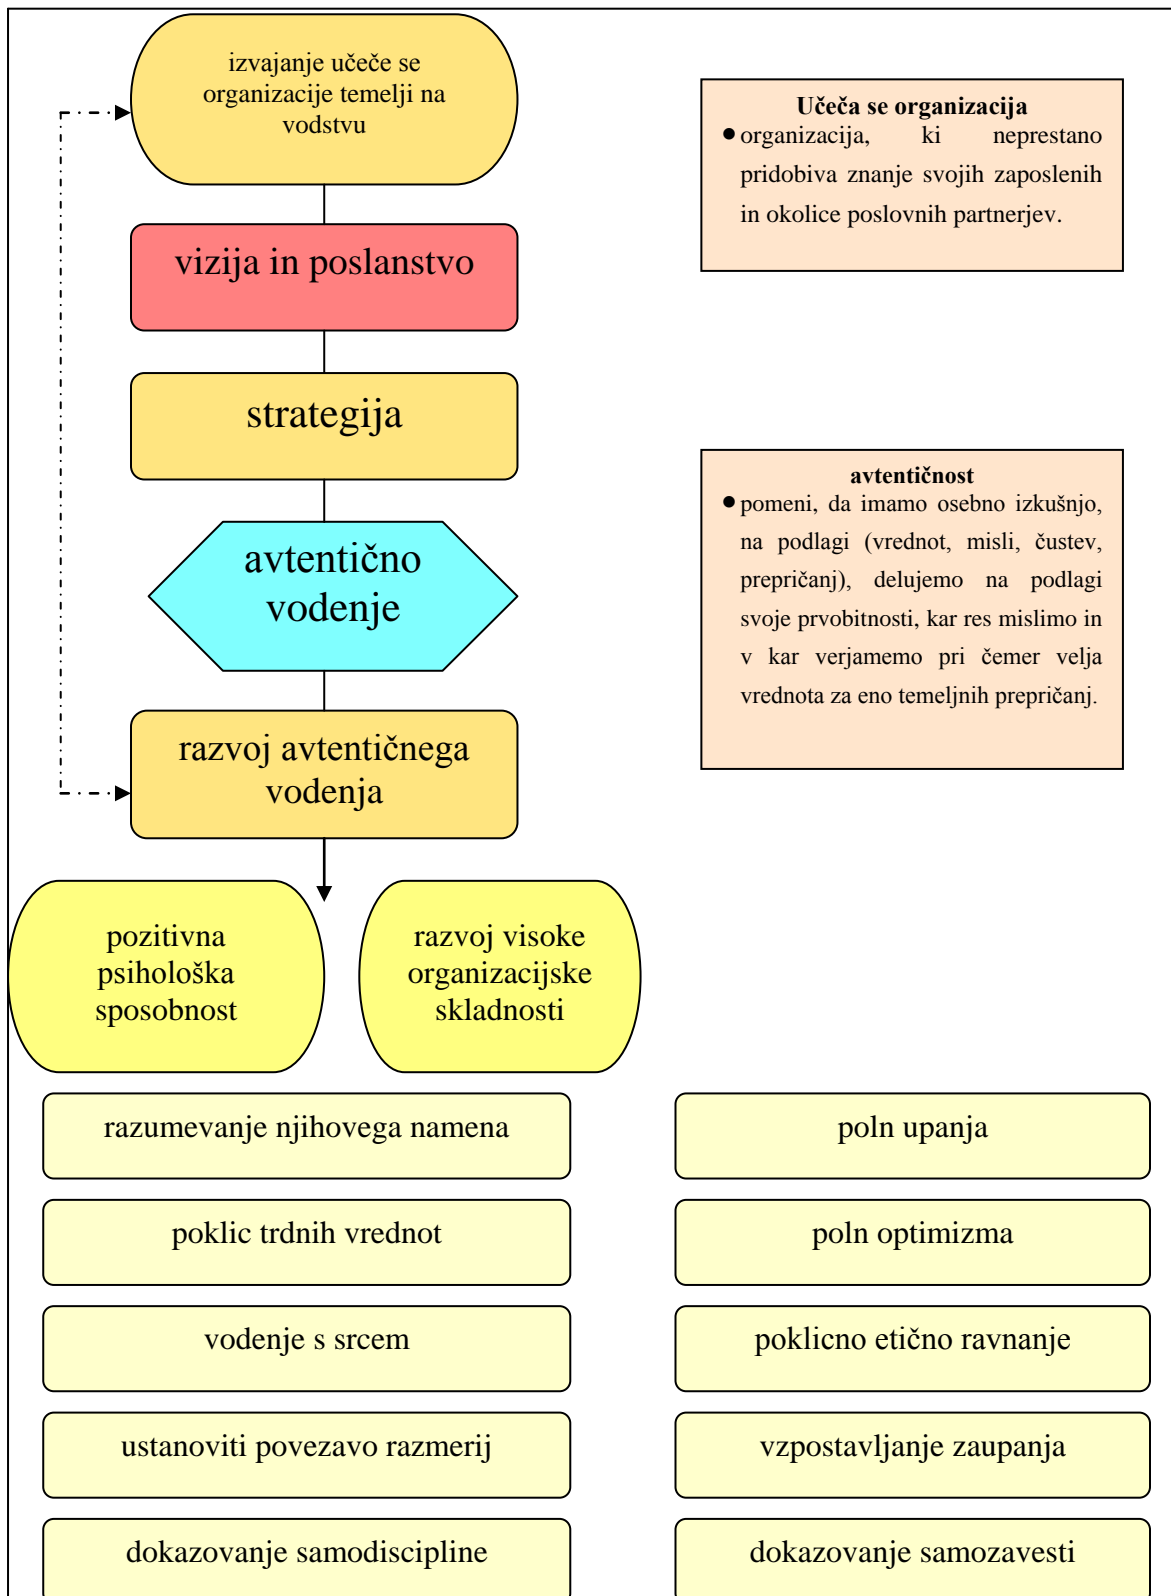 izvajanje učeče se
organizacije temelji na
vodstvu
Učeča se organizacija
● organizacija, ki neprestano
pridobiva znanje svojih zaposlenih
in okolice poslovnih partnerjev.
vizija in poslanstvo
strategija
avtentično
vodenje
avtentičnost
● pomeni, da imamo osebno izkušnjo,
na podlagi (vrednot, misli, čustev,
prepričanj), delujemo na podlagi
svoje prvobitnosti, kar res mislimo in
v kar verjamemo pri čemer velja
vrednota za eno temeljnih prepričanj.
razvoj avtentičnega
vodenja
pozitivna
psihološka
sposobnost
razvoj visoke
organizacijske
skladnosti
razumevanje njihovega namena
poln upanja
poklic trdnih vrednot
poln optimizma
vodenje s srcem
poklicno etično ravnanje
ustanoviti povezavo razmerij
vzpostavljanje zaupanja
dokazovanje samodiscipline
dokazovanje samozavesti